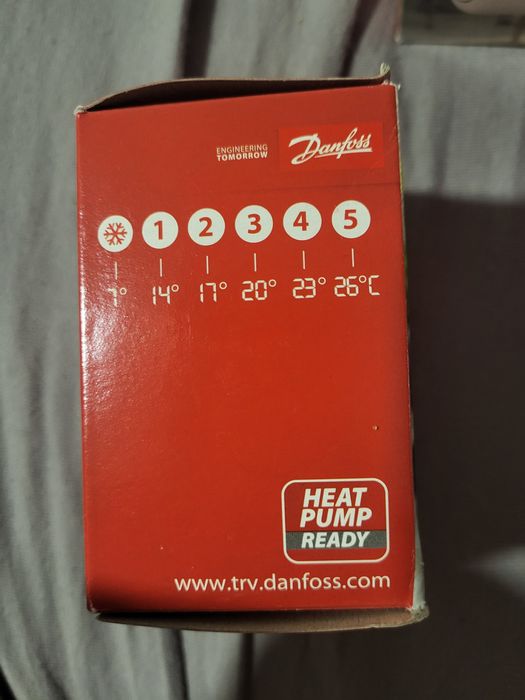 ENGINEERING
TOMORROW
Danfoss
1 2 3 4 5
7° 14° 17° 20° 23° 26°C
HEAT
PUMP
READY
www.trv.danfoss.com